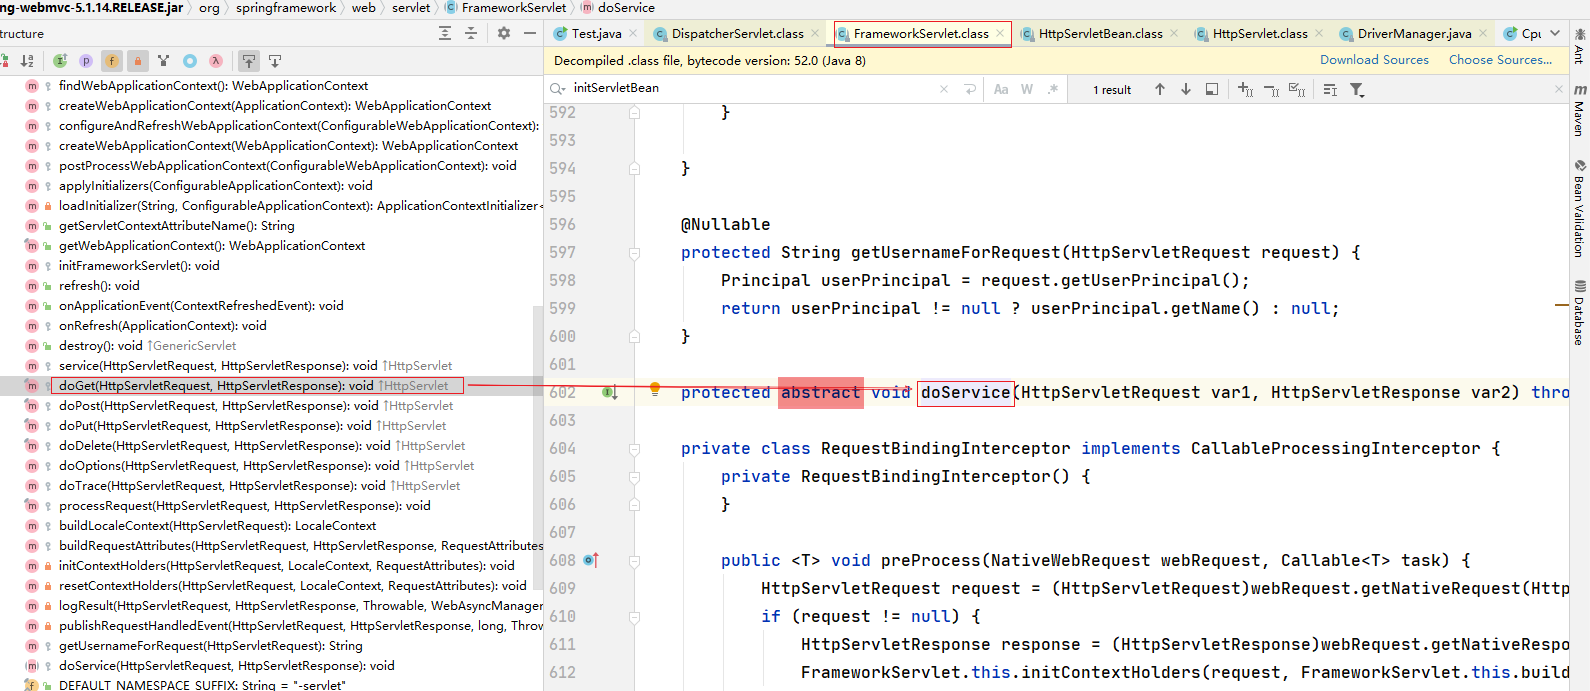 ng-webmvc-5.1.14.RELEASE.jar › org › springframework › web › servlet › FrameworkServlet › doService
ructure
Test.java
DispatcherServlet.class
FrameworkServlet.class
HttpServletBean.class
HttpServlet.class
DriverManager.java
Cpu
Decompiled .class file, bytecode version: 52.0 (Java 8)
Download Sources
Choose Sources...
initServletBean
Aa W .*
1 result
findWebApplicationContext(): WebApplicationContext
createWebApplicationContext(ApplicationContext): WebApplicationContext
configureAndRefreshWebApplicationContext(ConfigurableWebApplicationContext):
createWebApplicationContext(WebApplicationContext): WebApplicationContext
postProcessWebApplicationContext(ConfigurableWebApplicationContext): void
applyInitializers(ConfigurableApplicationContext): void
loadInitializer(String, ConfigurableApplicationContext): ApplicationContextInitializer<
getServletContextAttributeName(): String
getWebApplicationContext(): WebApplicationContext
initFrameworkServlet(): void
refresh(): void
onApplicationEvent(ContextRefreshedEvent): void
onRefresh(ApplicationContext): void
destroy(): void ↑GenericServlet
service(HttpServletRequest, HttpServletResponse): void ↑HttpServlet
doGet(HttpServletRequest, HttpServletResponse): void ↑HttpServlet
doPost(HttpServletRequest, HttpServletResponse): void ↑HttpServlet
doPut(HttpServletRequest, HttpServletResponse): void ↑HttpServlet
doDelete(HttpServletRequest, HttpServletResponse): void ↑HttpServlet
doOptions(HttpServletRequest, HttpServletResponse): void ↑HttpServlet
doTrace(HttpServletRequest, HttpServletResponse): void ↑HttpServlet
processRequest(HttpServletRequest, HttpServletResponse): void
buildLocaleContext(HttpServletRequest): LocaleContext
buildRequestAttributes(HttpServletRequest, HttpServletResponse, RequestAttributes
initContextHolders(HttpServletRequest, LocaleContext, RequestAttributes): void
resetContextHolders(HttpServletRequest, LocaleContext, RequestAttributes): void
logResult(HttpServletRequest, HttpServletResponse, Throwable, WebAsyncManager
publishRequestHandledEvent(HttpServletRequest, HttpServletResponse, long, Throw
getUsernameForRequest(HttpServletRequest): String
doService(HttpServletRequest, HttpServletResponse): void
DEFAULT_NAMESPACE_SUFFIX: String = "-servlet"
592 }
593
594 }
595
596 @Nullable
597 protected String getUsernameForRequest(HttpServletRequest request) {
598 Principal userPrincipal = request.getUserPrincipal();
599 return userPrincipal != null ? userPrincipal.getName() : null;
600 }
601
602 protected abstract void doService(HttpServletRequest var1, HttpServletResponse var2) thro
603
604 private class RequestBindingInterceptor implements CallableProcessingInterceptor {
605 private RequestBindingInterceptor() {
606 }
607
608 public <T> void preProcess(NativeWebRequest webRequest, Callable<T> task) {
609 HttpServletRequest request = (HttpServletRequest)webRequest.getNativeRequest(Http
610 if (request != null) {
611 HttpServletResponse response = (HttpServletResponse)webRequest.getNativeRespo
612 FrameworkServlet.this.initContextHolders(request, FrameworkServlet.this.build
Ant
Maven
Bean Validation
Database